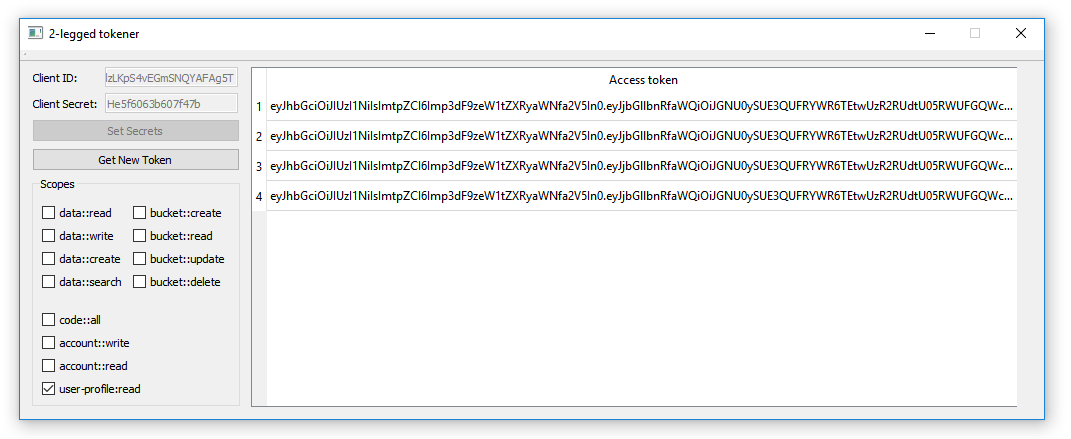 2-legged tokener
Client ID: lzLKpS4vEGmSNQYAFAg5T
Client Secret: He5f6063b607f47b
Set Secrets
Get New Token
Scopes
data::read bucket::create
data::write bucket::read
data::create bucket::update
data::search bucket::delete
code::all
account::write
account::read
user-profile:read
Access token
1 eyJhbGciOiJIUzI1NiIsImtpZCI6Imp3dF9zeW1tZXRyaWNfa2V5In0.eyJjbGllbnRfaWQiOiJGNU0ySUE3QUFRYWR6TEtwUzR2RUdtU05RWUFGQWc...
2 eyJhbGciOiJIUzI1NiIsImtpZCI6Imp3dF9zeW1tZXRyaWNfa2V5In0.eyJjbGllbnRfaWQiOiJGNU0ySUE3QUFRYWR6TEtwUzR2RUdtU05RWUFGQWc...
3 eyJhbGciOiJIUzI1NiIsImtpZCI6Imp3dF9zeW1tZXRyaWNfa2V5In0.eyJjbGllbnRfaWQiOiJGNU0ySUE3QUFRYWR6TEtwUzR2RUdtU05RWUFGQWc...
4 eyJhbGciOiJIUzI1NiIsImtpZCI6Imp3dF9zeW1tZXRyaWNfa2V5In0.eyJjbGllbnRfaWQiOiJGNU0ySUE3QUFRYWR6TEtwUzR2RUdtU05RWUFGQWc...